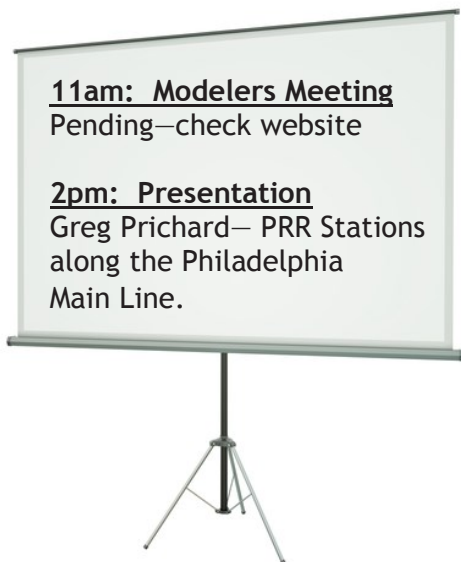 11am:  Modelers Meeting
Pending—check website
2pm:  Presentation
Greg Prichard— PRR Stations
along the Philadelphia
Main Line.